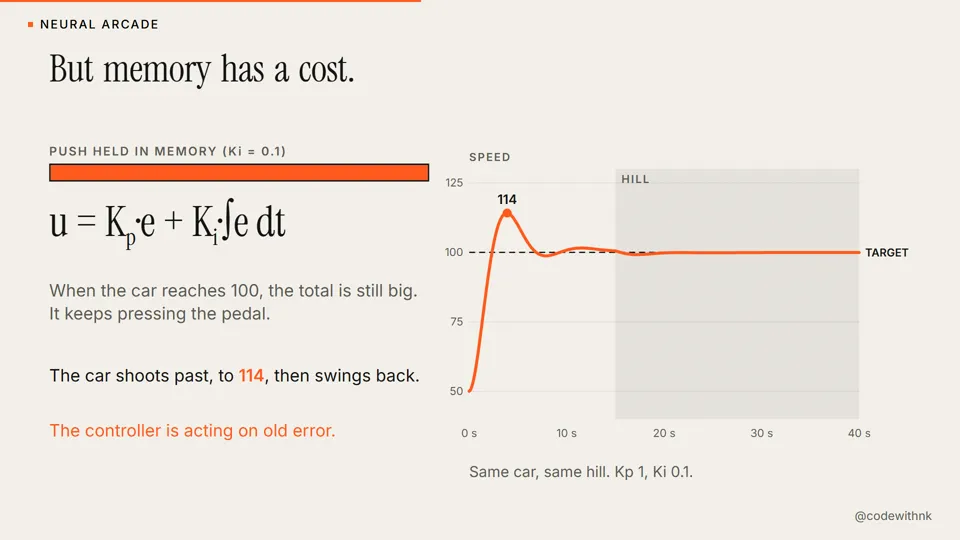 NEURAL ARCADE
But memory has a cost.
PUSH HELD IN MEMORY (Ki = 0.1)
u = Kp·e + Ki·∫e dt
When the car reaches 100, the total is still big.
It keeps pressing the pedal.
The car shoots past, to 114, then swings back.
The controller is acting on old error.
SPEED
125
HILL
114
100
TARGET
75
50
0 s 10 s 20 s 30 s 40 s
Same car, same hill. Kp 1, Ki 0.1.
@codewithnk